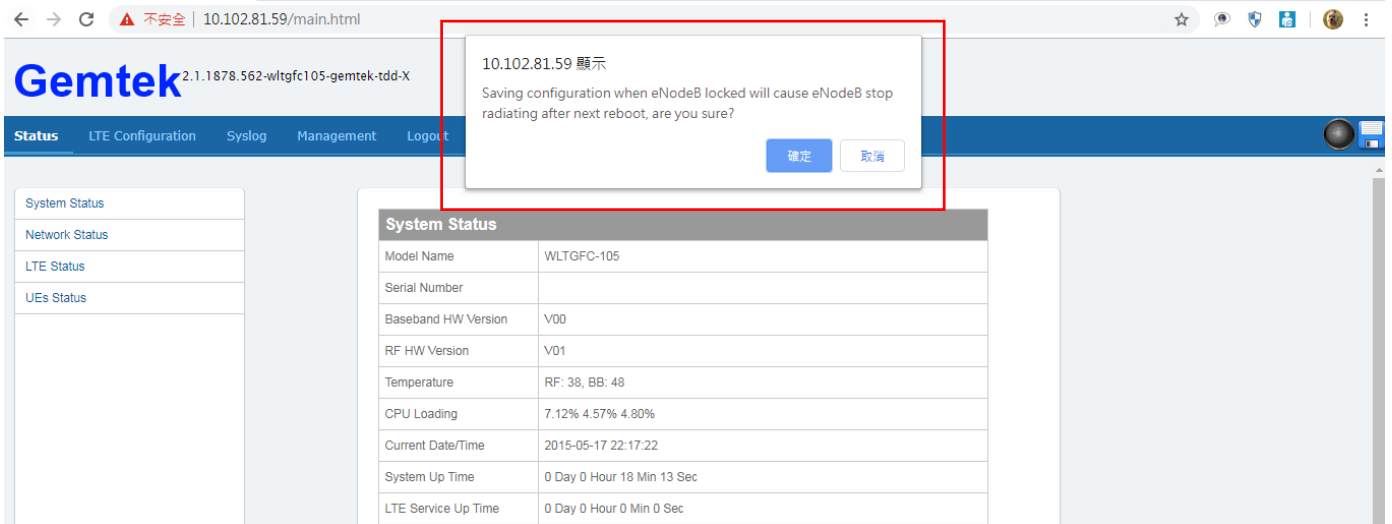 不安全 10.102.81.59/main.html
10.102.81.59 顯示
Saving configuration when eNodeB locked will cause eNodeB stop
radiating after next reboot, are you sure?
確定 取消
Gemtek 2.1.1878.562-wltgfc105-gemtek-tdd-X
Status LTE Configuration Syslog Management Logout
System Status
Network Status
LTE Status
UEs Status
System Status
Model Name WLTGFC-105
Serial Number
Baseband HW Version V00
RF HW Version V01
Temperature RF: 38, BB: 48
CPU Loading 7.12% 4.57% 4.80%
Current Date/Time 2015-05-17 22:17:22
System Up Time 0 Day 0 Hour 18 Min 13 Sec
LTE Service Up Time 0 Day 0 Hour 0 Min 0 Sec